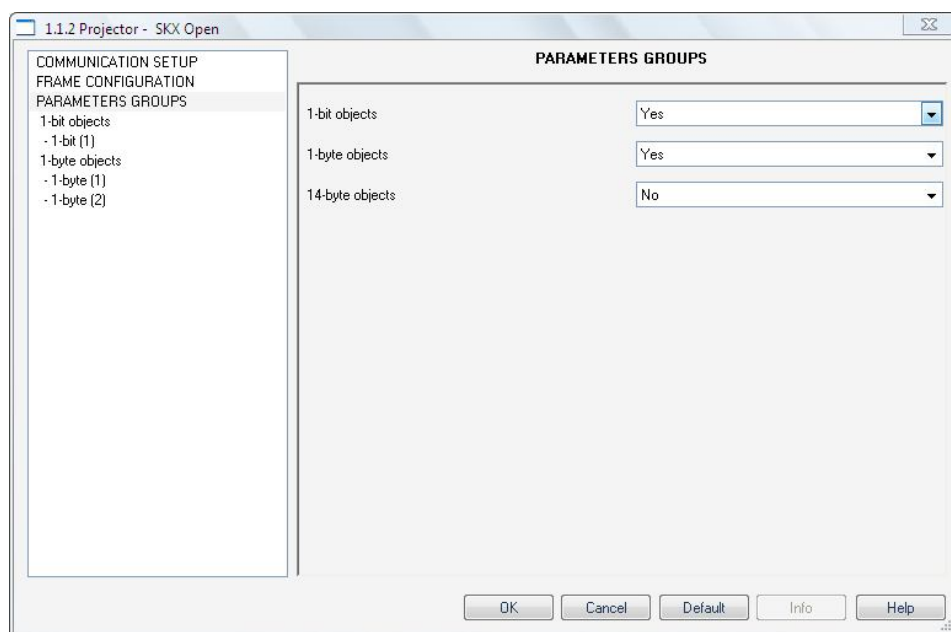 1.1.2 Projector - SKX Open
COMMUNICATION SETUP
FRAME CONFIGURATION
PARAMETERS GROUPS
1-bit objects
- 1-bit (1)
1-byte objects
- 1-byte (1)
- 1-byte (2)
PARAMETERS GROUPS
1-bit objects Yes
1-byte objects Yes
14-byte objects No
OK Cancel Default Info Help